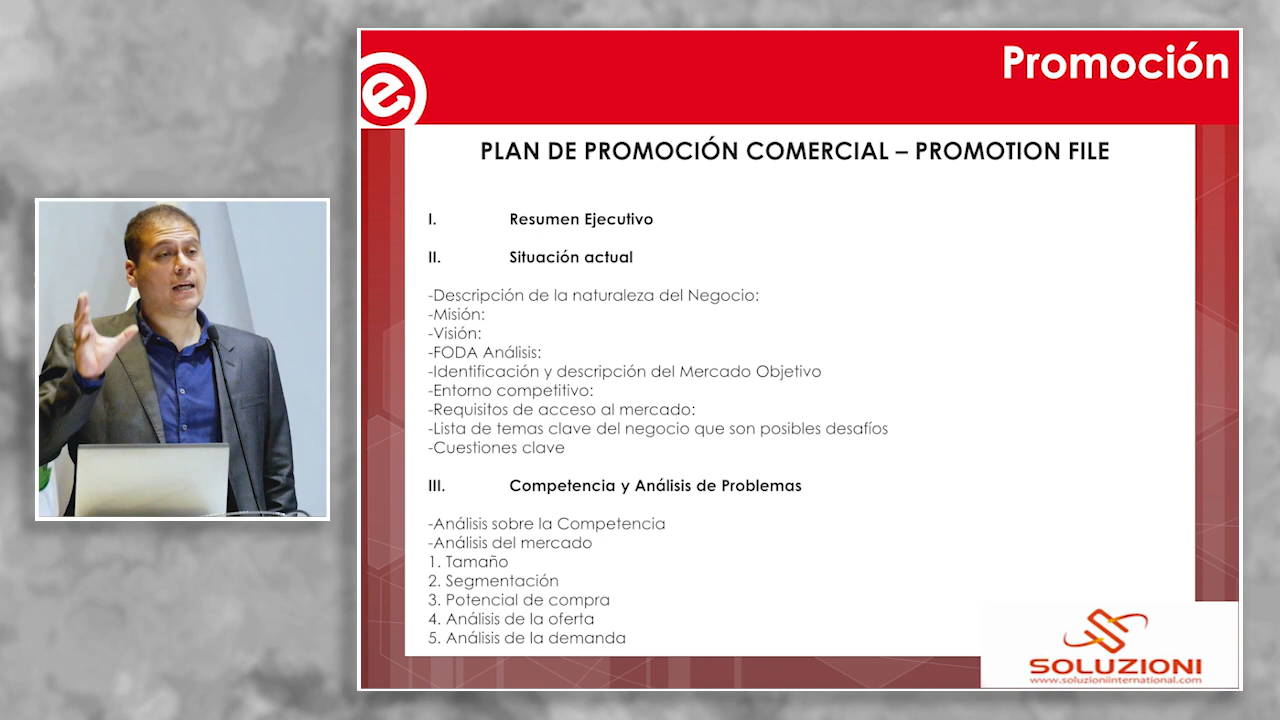 Promoción
e
PLAN DE PROMOCIÓN COMERCIAL – PROMOTION FILE
I. Resumen Ejecutivo
II. Situación actual
-Descripción de la naturaleza del Negocio:
-Misión:
-Visión:
-FODA Análisis:
-Identificación y descripción del Mercado Objetivo
-Entorno competitivo:
-Requisitos de acceso al mercado:
-Lista de temas clave del negocio que son posibles desafíos
-Cuestiones clave
III. Competencia y Análisis de Problemas
-Análisis sobre la Competencia
-Análisis del mercado
1. Tamaño
2. Segmentación
3. Potencial de compra
4. Análisis de la oferta
5. Análisis de la demanda
SOLUZIONI
www.soluzioniinternational.com